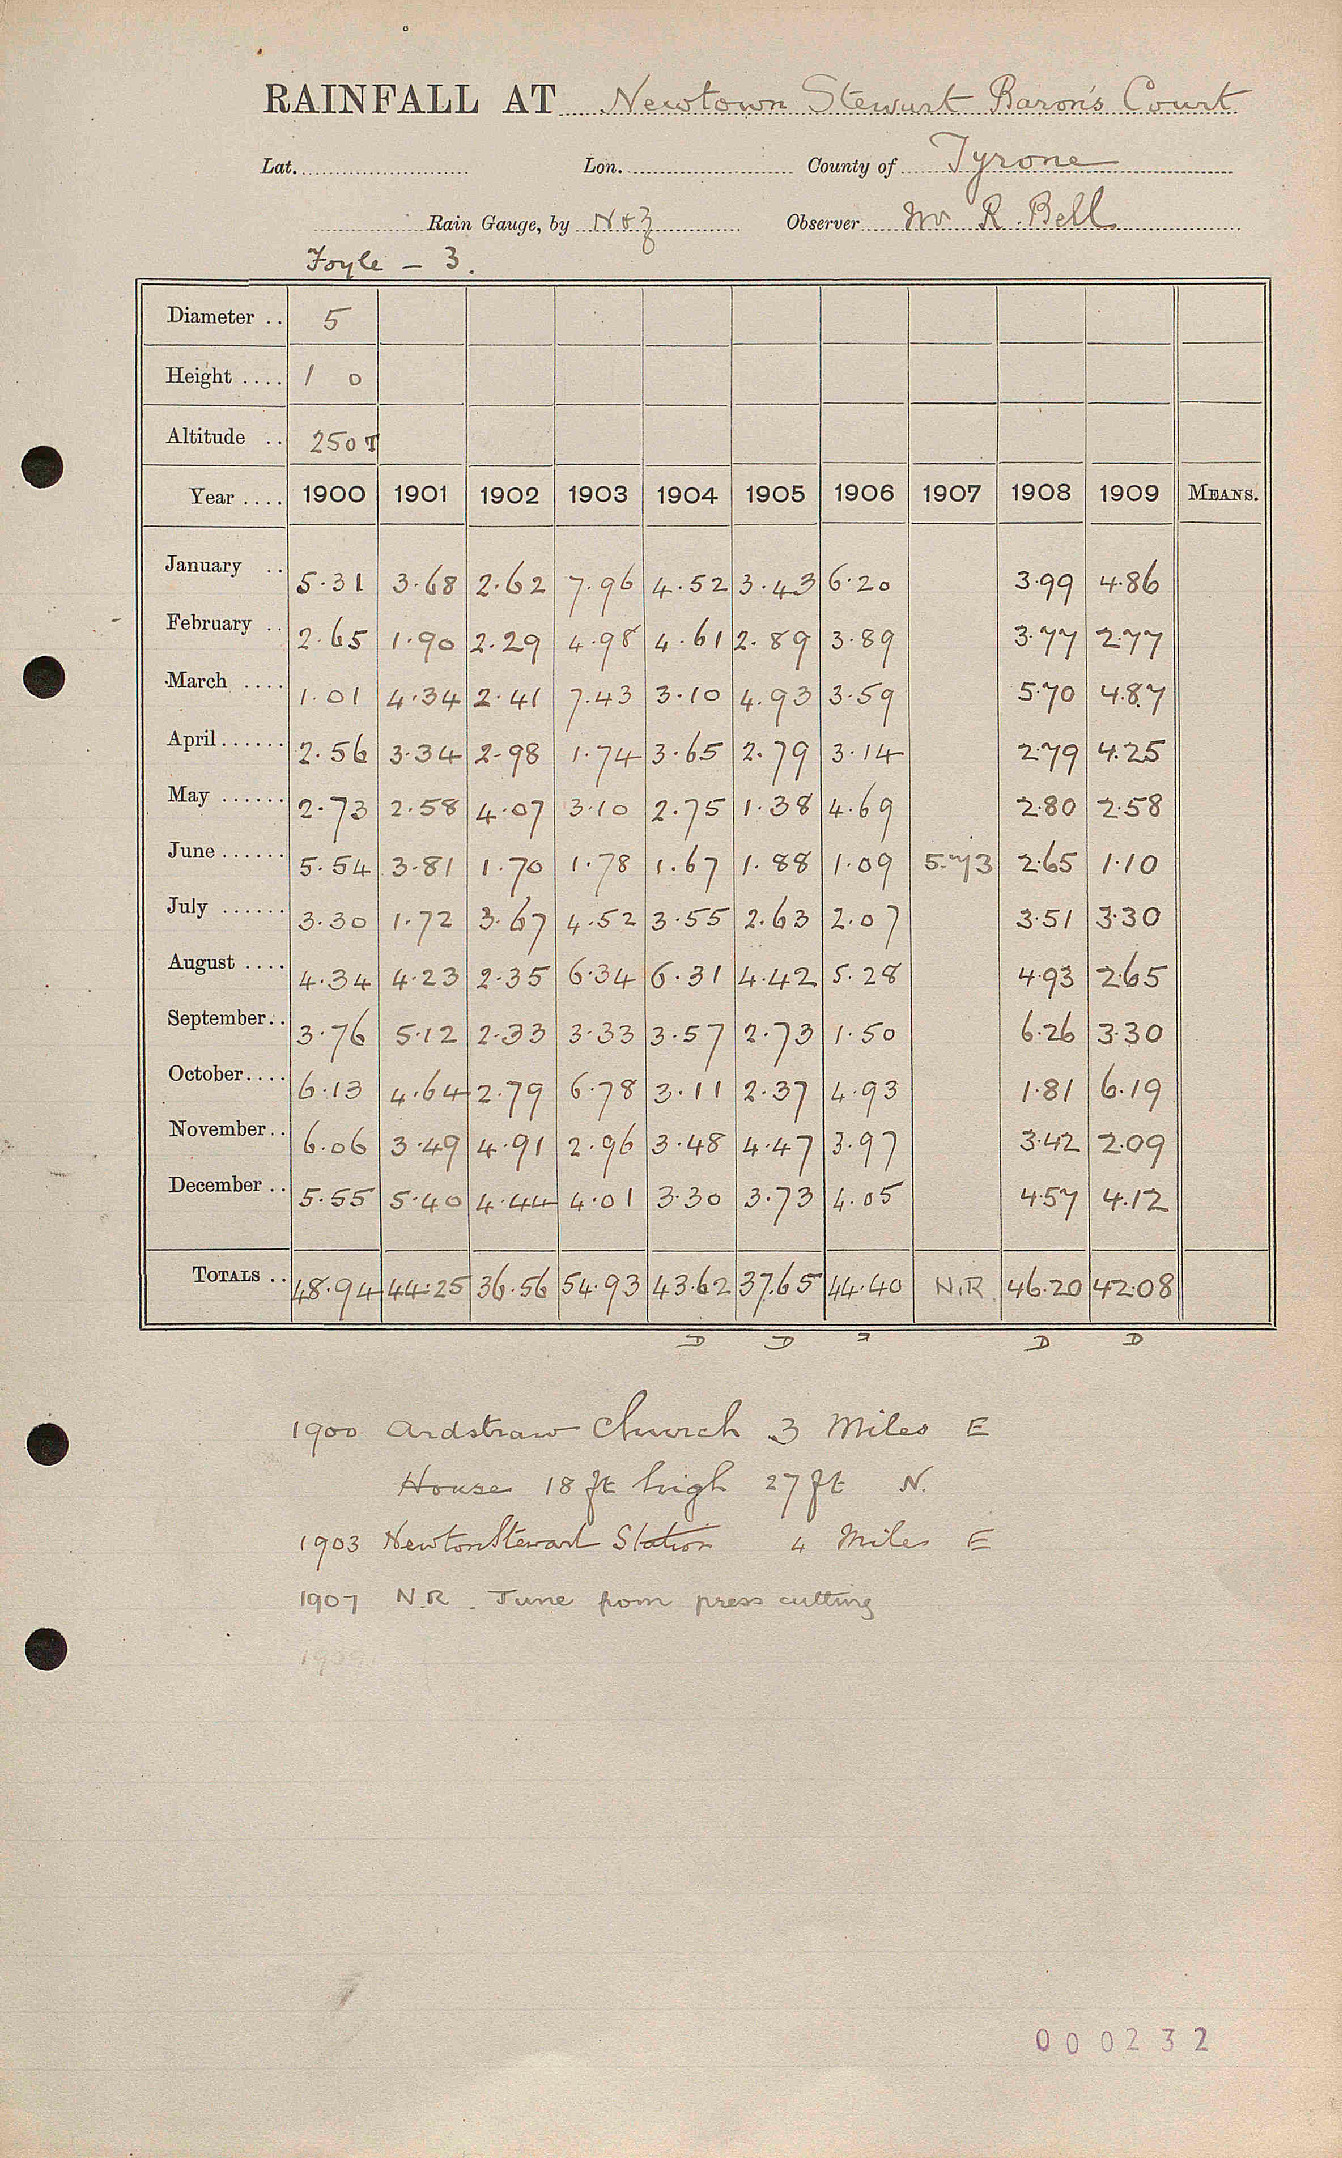 RAINFALL AT Newtown Stewart Baron's Court
Lat. Lon. County of Tyrone
Rain Gauge, by N & Z Observer Mr R. Bell
Foyle - 3.
Diameter .. 5
Height .... 1 0
Altitude .. 250 T
Year .... 1900 1901 1902 1903 1904 1905 1906 1907 1908 1909 MEANS.
January .. 5.31 3.68 2.62 7.96 4.52 3.43 6.20 3.99 4.86
February .. 2.65 1.90 2.29 4.98 4.61 2.89 3.89 3.77 2.77
March .... 1.01 4.34 2.41 7.43 3.10 4.93 3.59 5.70 4.87
April ...... 2.56 3.34 2.98 1.74 3.65 2.79 3.14 2.79 4.25
May ...... 2.73 2.58 4.07 3.10 2.75 1.38 4.69 2.80 2.58
June ...... 5.54 3.81 1.70 1.78 1.67 1.88 1.09 5.73 2.65 1.10
July ...... 3.30 1.72 3.67 4.52 3.55 2.63 2.07 3.51 3.30
August .... 4.34 4.23 2.35 6.34 6.31 4.42 5.28 4.93 2.65
September .. 3.76 5.12 2.33 3.33 3.57 2.73 1.50 6.26 3.30
October .... 6.13 4.64 2.79 6.78 3.11 2.37 4.93 1.81 6.19
November .. 6.06 3.49 4.91 2.96 3.48 4.47 3.97 3.42 2.09
December .. 5.55 5.40 4.44 4.01 3.30 3.73 4.05 4.57 4.12
TOTALS .. 48.94 44.25 36.56 54.93 43.62 37.65 44.40 N.R. 46.20 42.08
D D D D
1900 Ardstraw Church 3 Miles E
House 18 ft high 27 ft N.
1903 NewtonStewart Station 4 Miles E
1907 N.R. June from press cutting
000232